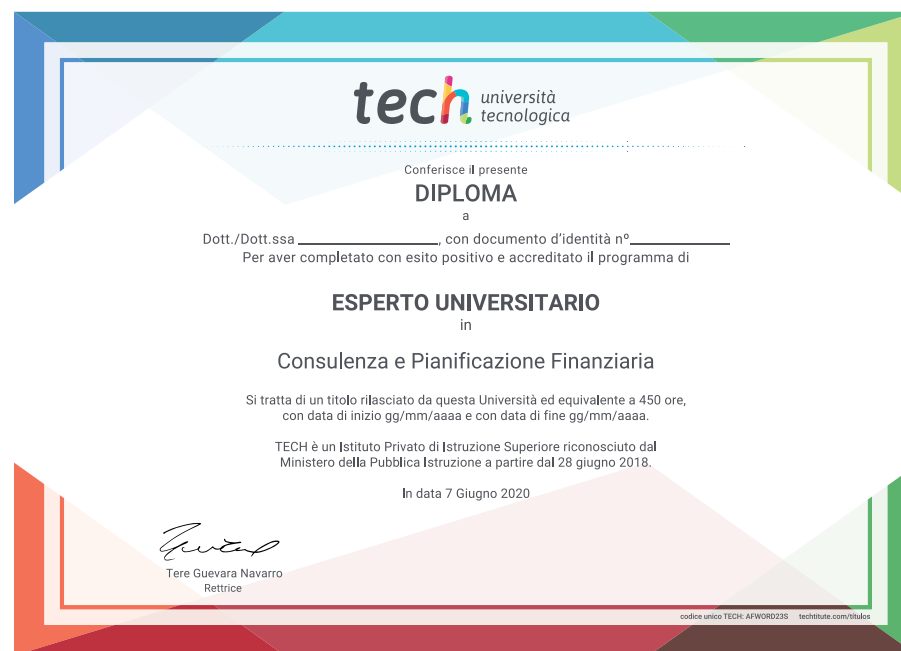 tech università
tecnologica
Conferisce il presente
DIPLOMA
a
Dott./Dott.ssa ______________, con documento d'identità nº__________
Per aver completato con esito positivo e accreditato il programma di
ESPERTO UNIVERSITARIO
in
Consulenza e Pianificazione Finanziaria
Si tratta di un titolo rilasciato da questa Università ed equivalente a 450 ore,
con data di inizio gg/mm/aaaa e con data di fine gg/mm/aaaa.
TECH è un Istituto Privato di Istruzione Superiore riconosciuto dal
Ministero della Pubblica Istruzione a partire dal 28 giugno 2018.
In data 7 Giugno 2020
Tere Guevara Navarro
Rettrice
codice unico TECH: AFWORD23S techtitute.com/titulos